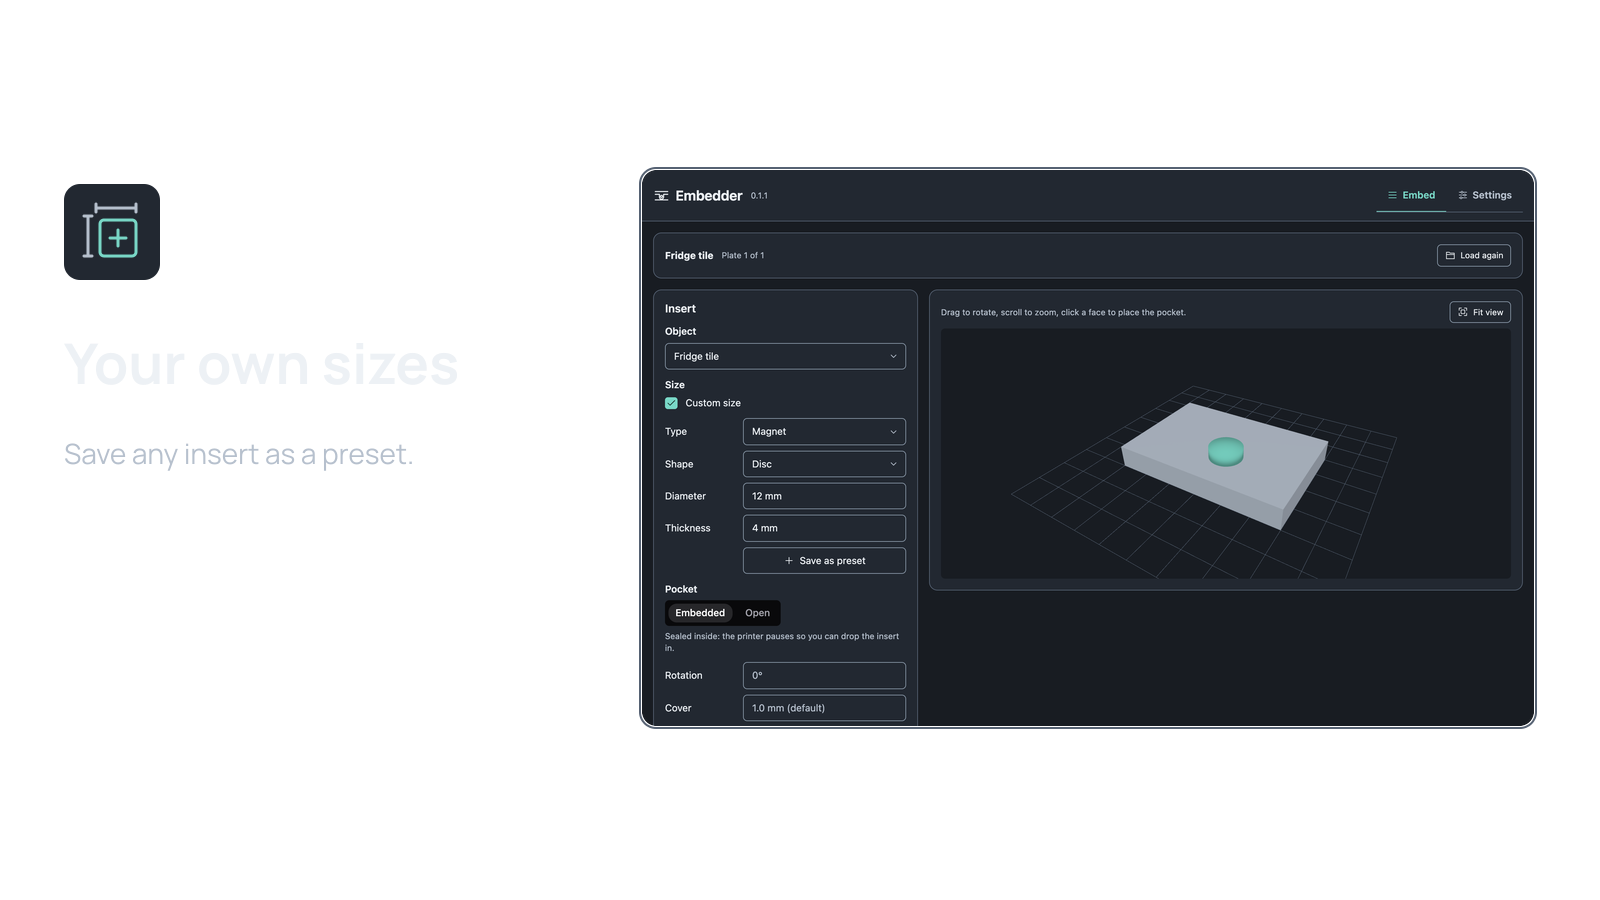 Your own sizes
Save any insert as a preset.
Embedder 0.1.1
Embed
Settings
Fridge tile Plate 1 of 1
Load again
Insert
Object
Fridge tile
Size
Custom size
Type Magnet
Shape Disc
Diameter 12 mm
Thickness 4 mm
Save as preset
Pocket
Embedded Open
Sealed inside: the printer pauses so you can drop the insert
in.
Rotation 0°
Cover 1.0 mm (default)
Drag to rotate, scroll to zoom, click a face to place the pocket.
Fit view